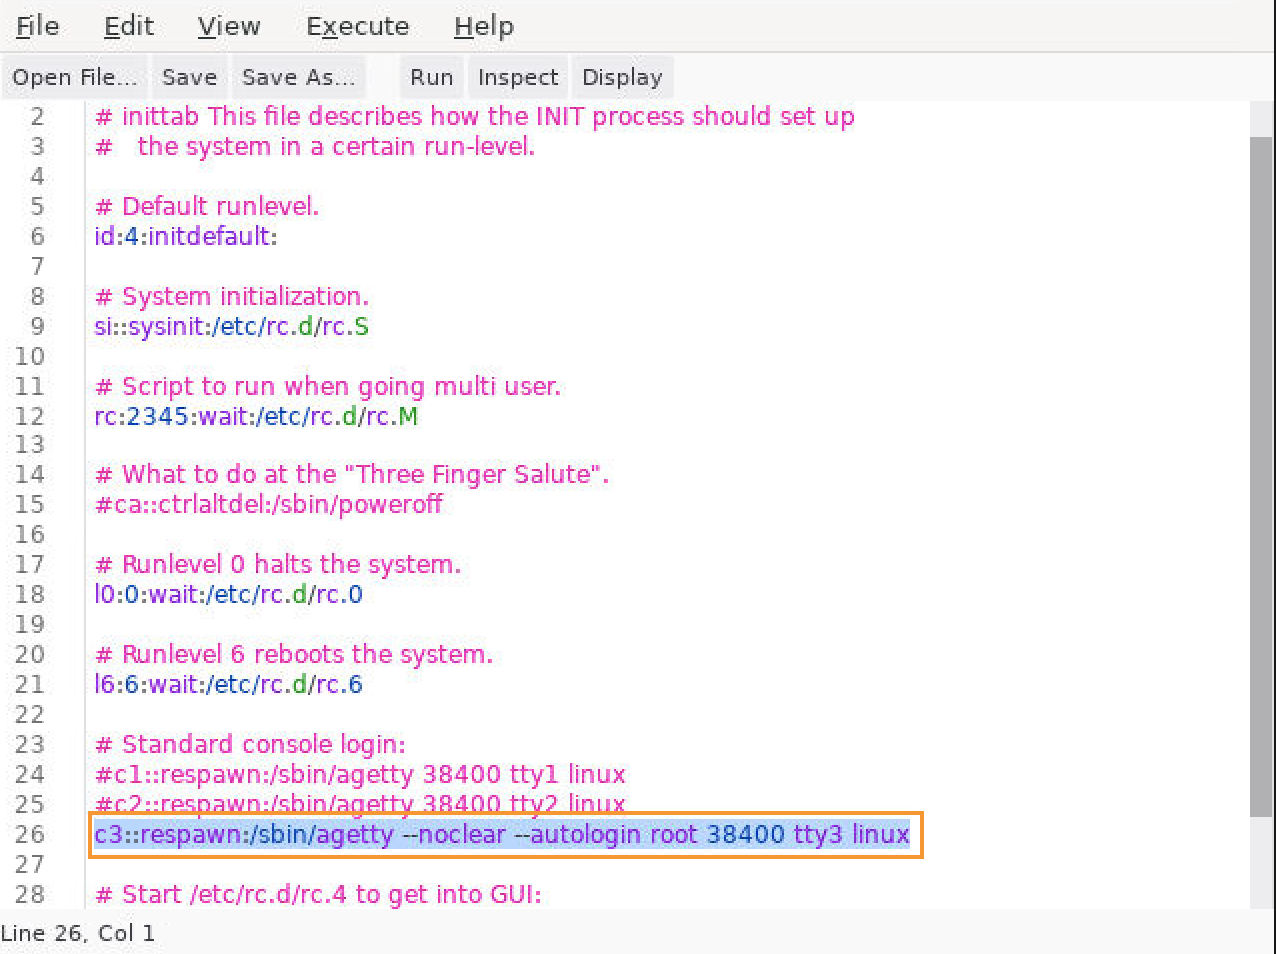 File Edit View Execute Help
Open File... Save Save As... Run Inspect Display
2 # inittab This file describes how the INIT process should set up
3 #   the system in a certain run-level.
4
5 # Default runlevel.
6 id:4:initdefault:
7
8 # System initialization.
9 si::sysinit:/etc/rc.d/rc.S
10
11 # Script to run when going multi user.
12 rc:2345:wait:/etc/rc.d/rc.M
13
14 # What to do at the "Three Finger Salute".
15 #ca::ctrlaltdel:/sbin/poweroff
16
17 # Runlevel 0 halts the system.
18 l0:0:wait:/etc/rc.d/rc.0
19
20 # Runlevel 6 reboots the system.
21 l6:6:wait:/etc/rc.d/rc.6
22
23 # Standard console login:
24 #c1::respawn:/sbin/agetty 38400 tty1 linux
25 #c2::respawn:/sbin/agetty 38400 tty2 linux
26 c3::respawn:/sbin/agetty --noclear --autologin root 38400 tty3 linux
27
28 # Start /etc/rc.d/rc.4 to get into GUI:
Line 26, Col 1